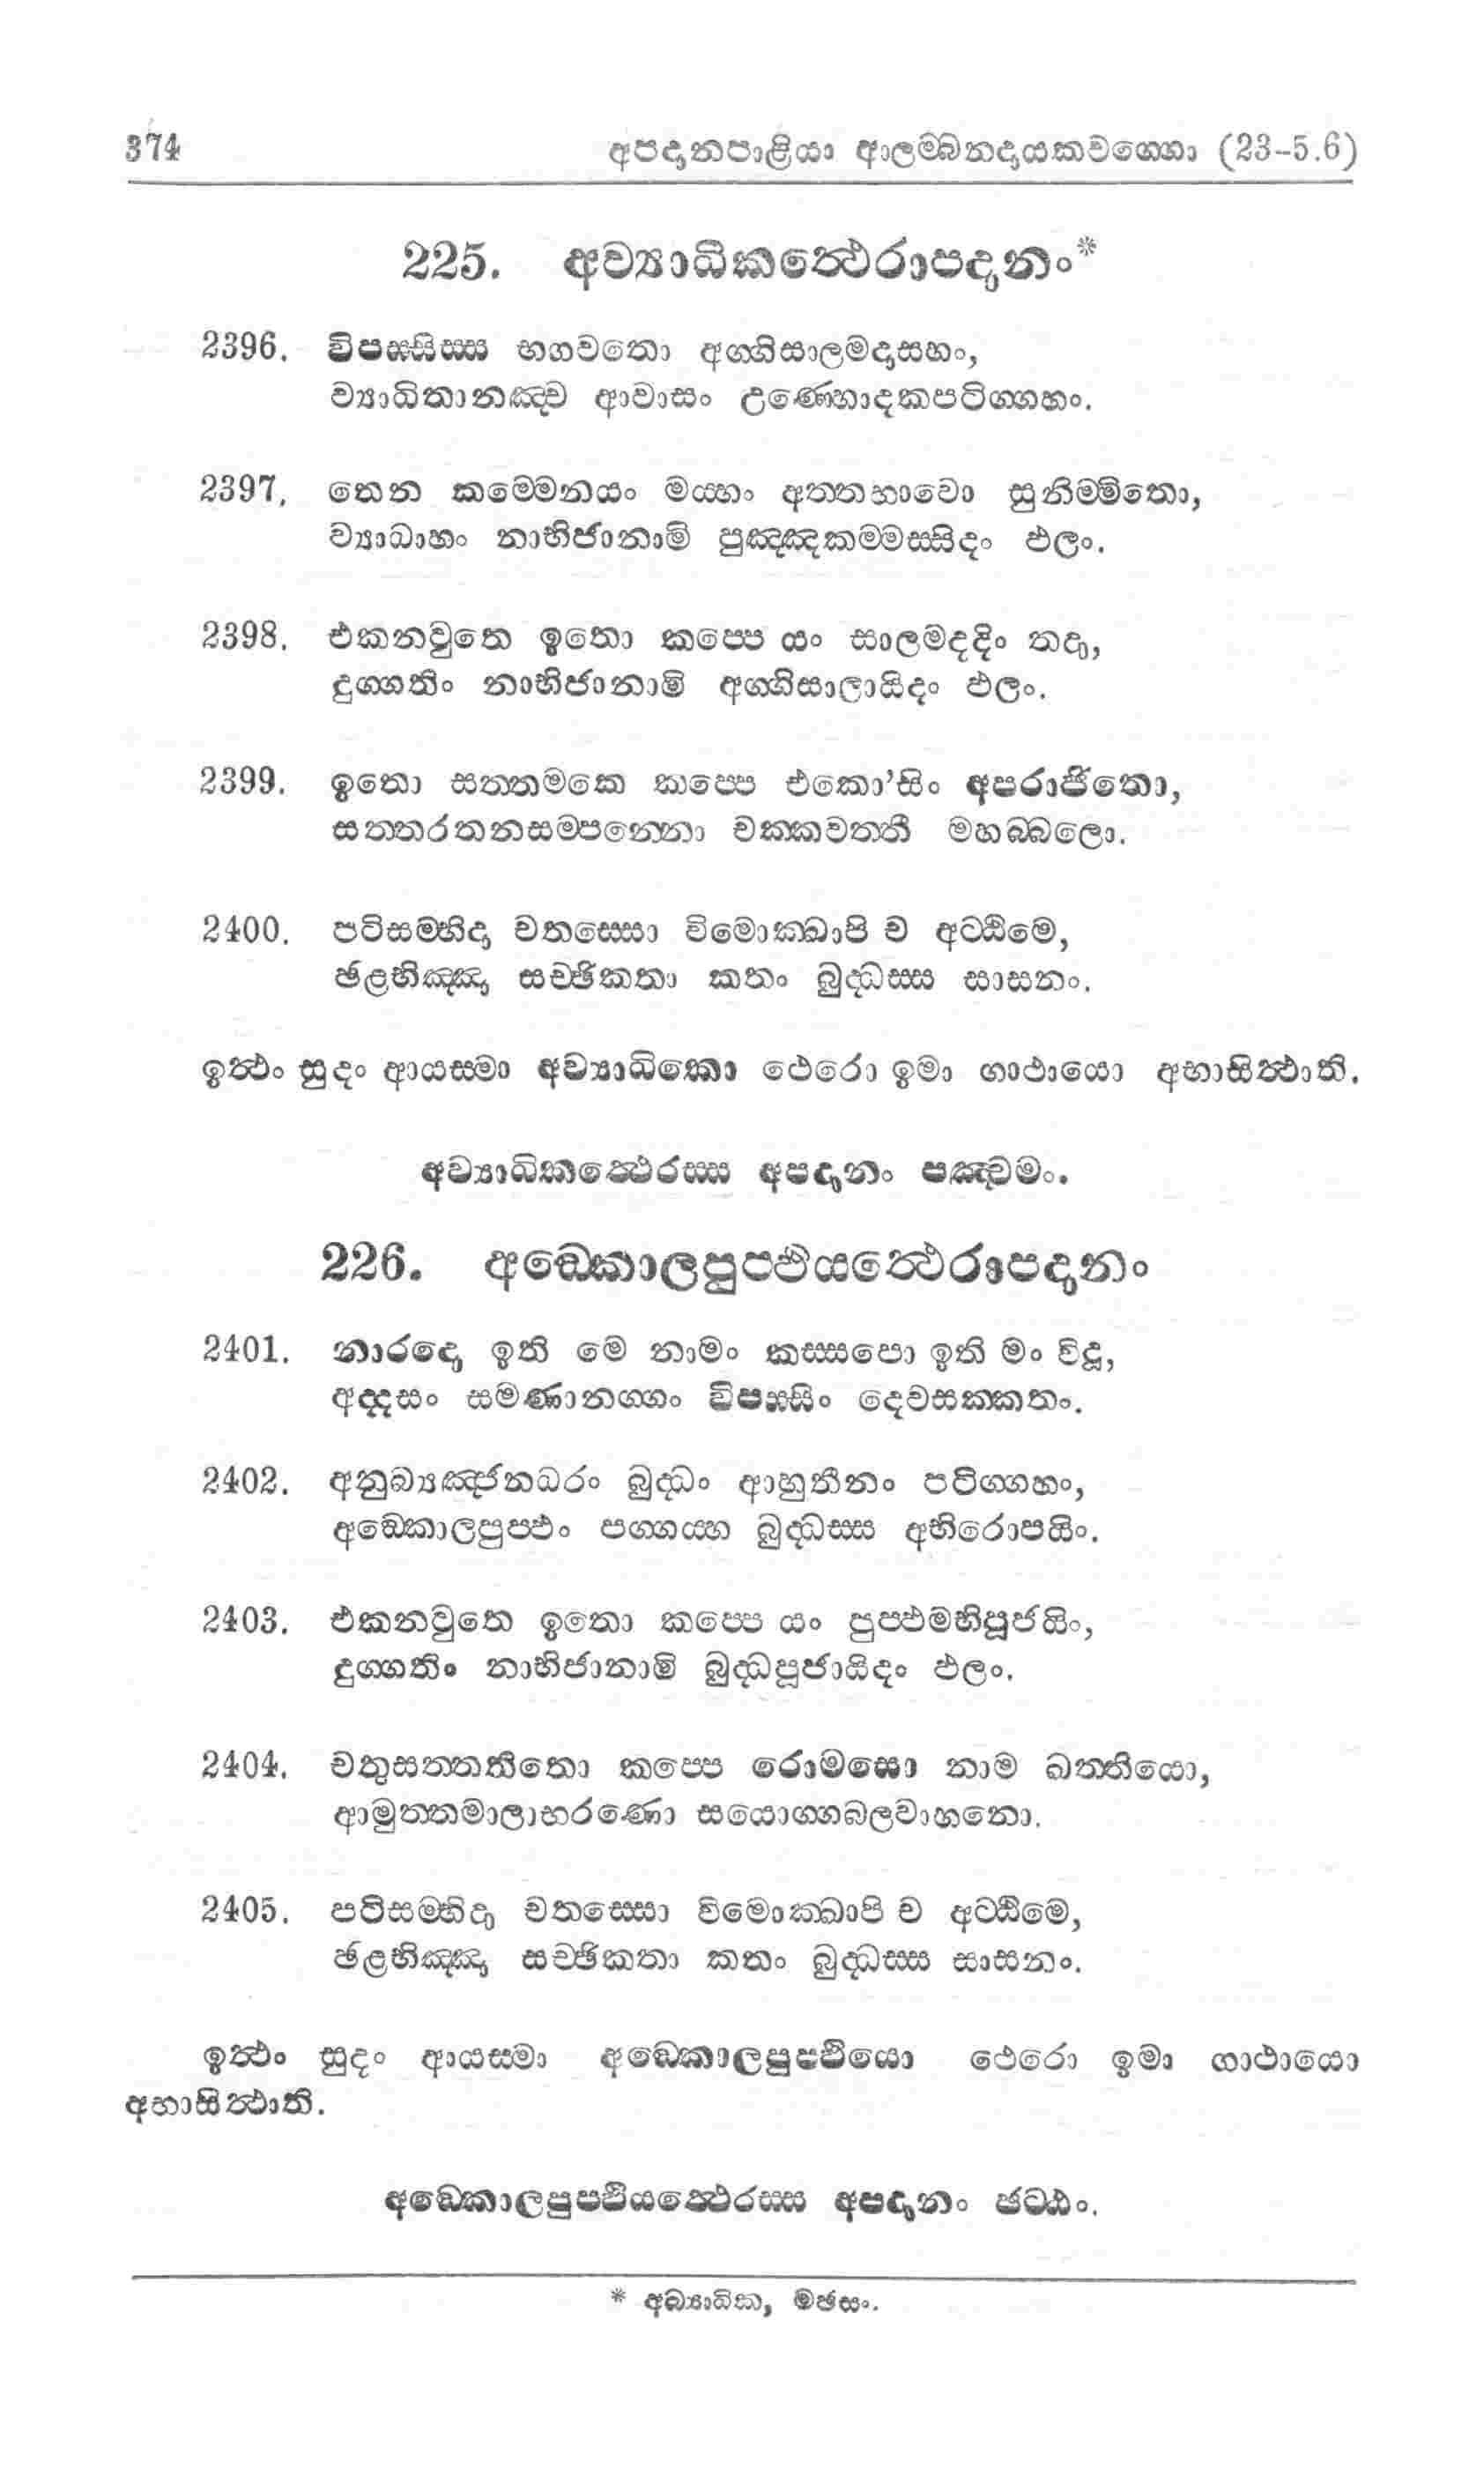 374 අපදානපාළියා ආලම්බනදායකවග්ගො (23-5.6)
225. අව්‍යාධිකත්ථෙරාපදානං*
2396. විපස්සිස්ස භගවතො අග්ගිසාලමදාසහං,
ව්‍යාධිතානඤ්ච ආවාසං උණ්හොදකපටිග්ගහං.
2397. තෙන කම්මෙනයං මය්හං අත්තභාවො සුනිම්මිතො,
ව්‍යාධාහං නාභිජානාමි පුඤ්ඤකම්මස්සිදං ඵලං.
2398. එකනවුතෙ ඉතො කප්පෙ යං සාලමදදිං තදා,
දුග්ගතිං නාභිජානාමි අග්ගිසාලායිදං ඵලං.
2399. ඉතො සත්තමකෙ කප්පෙ එකො’සිං අපරාජිතො,
සත්තරතනසම්පන්නො චක්කවත්තී මහබ්බලො.
2400. පටිසම්භිදා චතස්සො විමොක්ඛාපි ච අට්ඨිමෙ,
ඡළභිඤ්ඤා සච්ඡිකතා කතං බුද්ධස්ස සාසනං.
ඉත්ථං සුදං ආයස්මා අව්‍යාධිකො ථෙරො ඉමා ගාථායො අභාසිත්ථාති.
අව්‍යාධිකත්ථෙරස්ස අපදානං පඤ්චමං.
226. අඞ්කොලපුප්ඵියත්ථෙරාපදානං
2401. නාරදො ඉති මෙ නාමං කස්සපො ඉති මං විදූ,
අද්දසං සමණානග්ගං විපස්සිං දෙවසක්කතං.
2402. අනුබ්‍යඤ්ජනධරං බුද්ධං ආහුතීනං පටිග්ගහං,
අඞ්කොලපුප්ඵං පග්ගය්හ බුද්ධස්ස අභිරොපයිං.
2403. එකනවුතෙ ඉතො කප්පෙ යං පුප්ඵමභිපූජයිං,
දුග්ගතිං නාභිජානාමි බුද්ධපූජායිදං ඵලං.
2404. චතුසත්තතිතො කප්පෙ රොමසො නාම ඛත්තියො,
ආමුත්තමාලාභරණො සයොග්ගබලවාහනො.
2405. පටිසම්භිදා චතස්සො විමොක්ඛාපි ච අට්ඨිමෙ,
ඡළභිඤ්ඤා සච්ඡිකතා කතං බුද්ධස්ස සාසනං.
ඉත්ථං සුදං ආයස්මා අඞ්කොලපුප්ඵියො ථෙරො ඉමා ගාථායො
අභාසිත්ථාති.
අඞ්කොලපුප්ඵියත්ථෙරස්ස අපදානං ඡට්ඨං.
* අබ්‍යාධික, මඡසං.